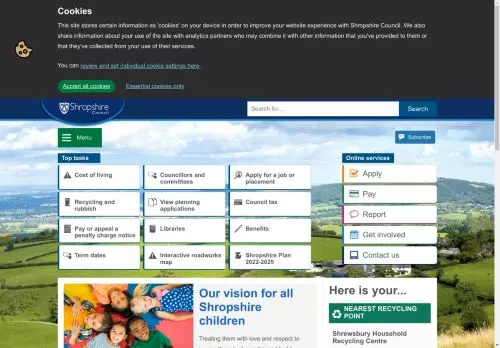 Cookies
This site stores certain information as 'cookies' on your device in order to improve your website experience with Shropshire Council. We also
share information about your use of the site with analytics partners who may combine it with other information that you've provided to them or
that they've collected from your use of their services.
You can review and set individual cookie settings here.
Accept all cookies
Essential cookies only
Shropshire
Council
Search for...
Search
Menu
Subscribe
Top tasks
Cost of living
Councillors and
committees
Apply for a job or
placement
Recycling and
rubbish
View planning
applications
Council tax
Pay or appeal a
penalty charge notice
Libraries
Benefits
Term dates
Interactive roadworks
map
Shropshire Plan
2022-2025
Online services
Apply
Pay
Report
Get involved
Contact us
Our vision for all
Shropshire
children
Treating them with love and respect to
Here is your...
NEAREST RECYCLING
POINT
Shrewsbury Household
Recycling Centre